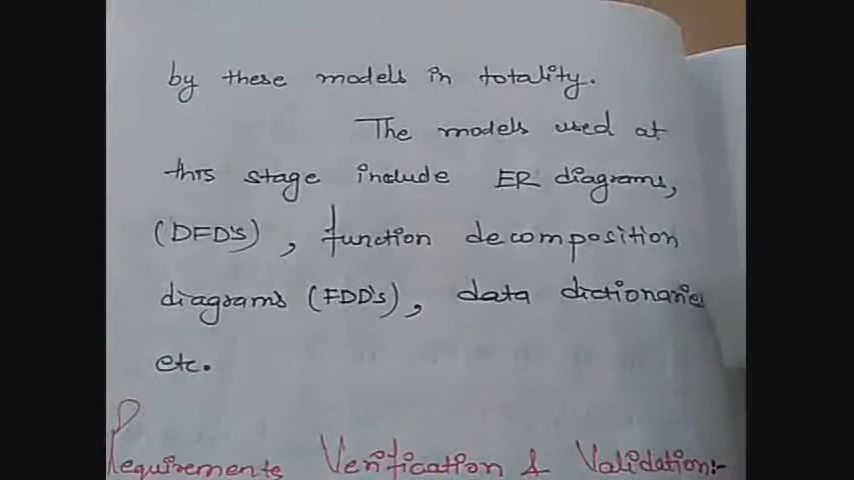 by these models in totality.
The models used at
this stage include ER diagrams,
(DFD's), function decomposition
diagrams (FDD's), data dictionaries
etc.
Requirements Verification & Validation:-